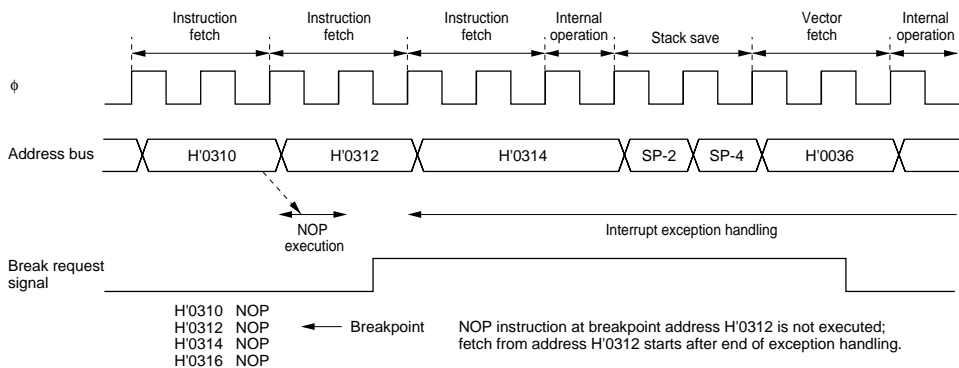 Instruction fetch
Instruction fetch
Instruction fetch
Internal operation
Stack save
Vector fetch
Internal operation
φ
Address bus
H'0310
H'0312
H'0314
SP-2
SP-4
H'0036
NOP execution
Interrupt exception handling
Break request signal
H'0310 NOP
H'0312 NOP
H'0314 NOP
H'0316 NOP
Breakpoint
NOP instruction at breakpoint address H'0312 is not executed;
fetch from address H'0312 starts after end of exception handling.